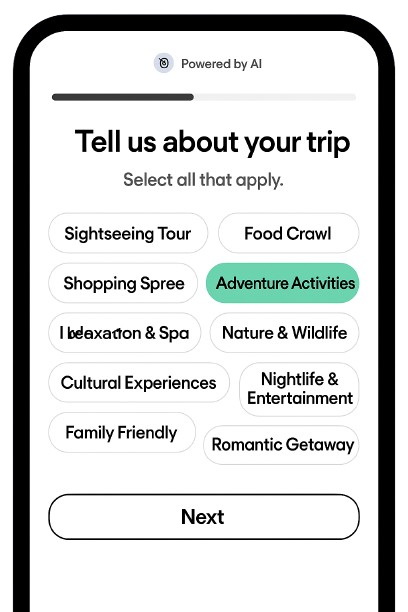 Powered by AI
Tell us about your trip
Select all that apply.
Sightseeing Tour
Food Crawl
Shopping Spree
Adventure Activities
& Spa
Nature & Wildlife
Cultural Experiences
Nightlife &
Entertainment
Family Friendly
Romantic Getaway
Next